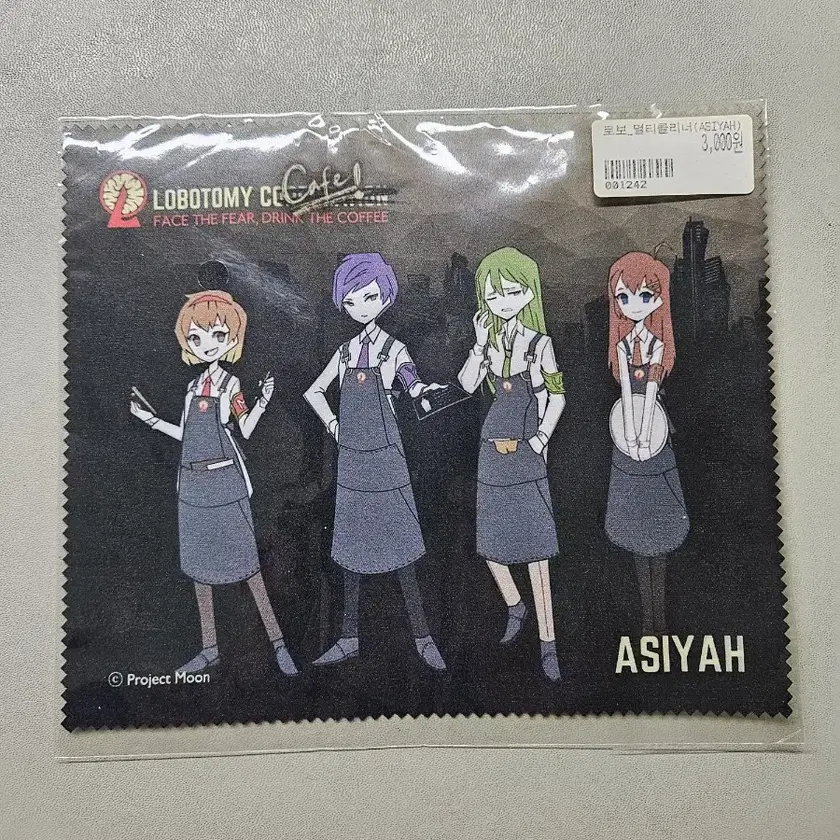 로보_멀티클리너(ASIYAH)
3,000원
001242
LOBOTOMY CO
Cafe!
FACE THE FEAR, DRINK THE COFFEE
ASIYAH
© Project Moon